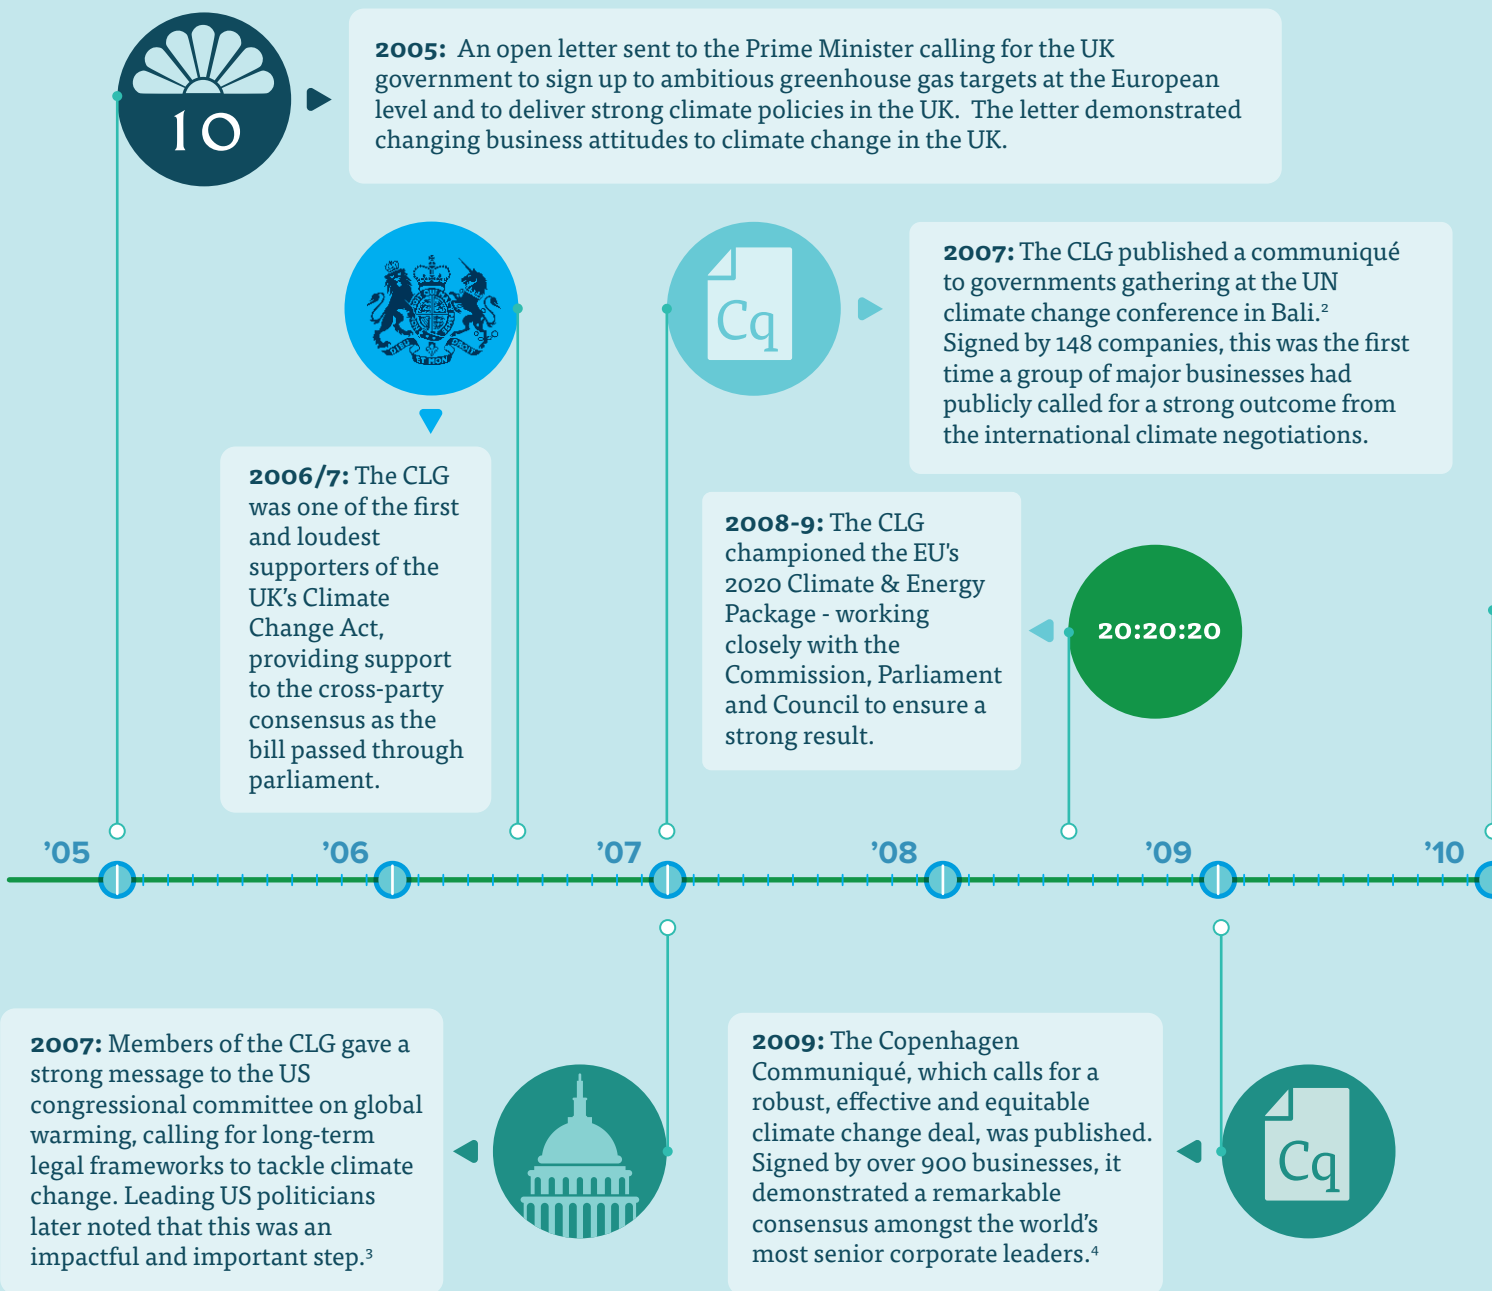 10
2005: An open letter sent to the Prime Minister calling for the UK
government to sign up to ambitious greenhouse gas targets at the European
level and to deliver strong climate policies in the UK. The letter demonstrated
changing business attitudes to climate change in the UK.
Cq
2007: The CLG published a communiqué
to governments gathering at the UN
climate change conference in Bali.²
Signed by 148 companies, this was the first
time a group of major businesses had
publicly called for a strong outcome from
the international climate negotiations.
DIEU ET MON DROIT
2006/7: The CLG
was one of the first
and loudest
supporters of the
UK’s Climate
Change Act,
providing support
to the cross-party
consensus as the
bill passed through
parliament.
2008-9: The CLG
championed the EU's
2020 Climate & Energy
Package - working
closely with the
Commission, Parliament
and Council to ensure a
strong result.
20:20:20
’05 ’06 ’07 ’08 ’09 ’10
2007: Members of the CLG gave a
strong message to the US
congressional committee on global
warming, calling for long-term
legal frameworks to tackle climate
change. Leading US politicians
later noted that this was an
impactful and important step.³
2009: The Copenhagen
Communiqué, which calls for a
robust, effective and equitable
climate change deal, was published.
Signed by over 900 businesses, it
demonstrated a remarkable
consensus amongst the world’s
most senior corporate leaders.⁴
Cq